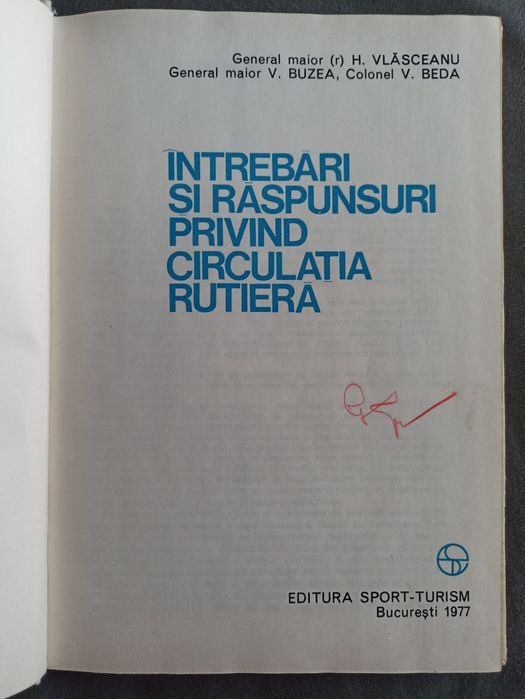 General maior (r) H. VLĂSCEANU
General maior V. BUZEA, Colonel V. BEDA
ÎNTREBĂRI
ȘI RĂSPUNSURI
PRIVIND
CIRCULAȚIA
RUTIERĂ
EDITURA SPORT-TURISM
București 1977